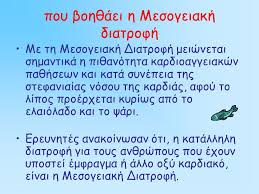 που βοηθάει η Μεσογειακή
διατροφή
• Με τη Μεσογειακή Διατροφή μειώνεται
σημαντικά η πιθανότητα καρδιοαγγειακών
παθήσεων και κατά συνέπεια της
στεφανιαίας νόσου της καρδιάς, αφού το
λίπος προέρχεται κυρίως από το
ελαιόλαδο και το ψάρι.
• Ερευνητές ανακοίνωσαν ότι, η κατάλληλη
διατροφή για τους ανθρώπους που έχουν
υποστεί έμφραγμα ή άλλο οξύ καρδιακό,
είναι η Μεσογειακή Διατροφή.